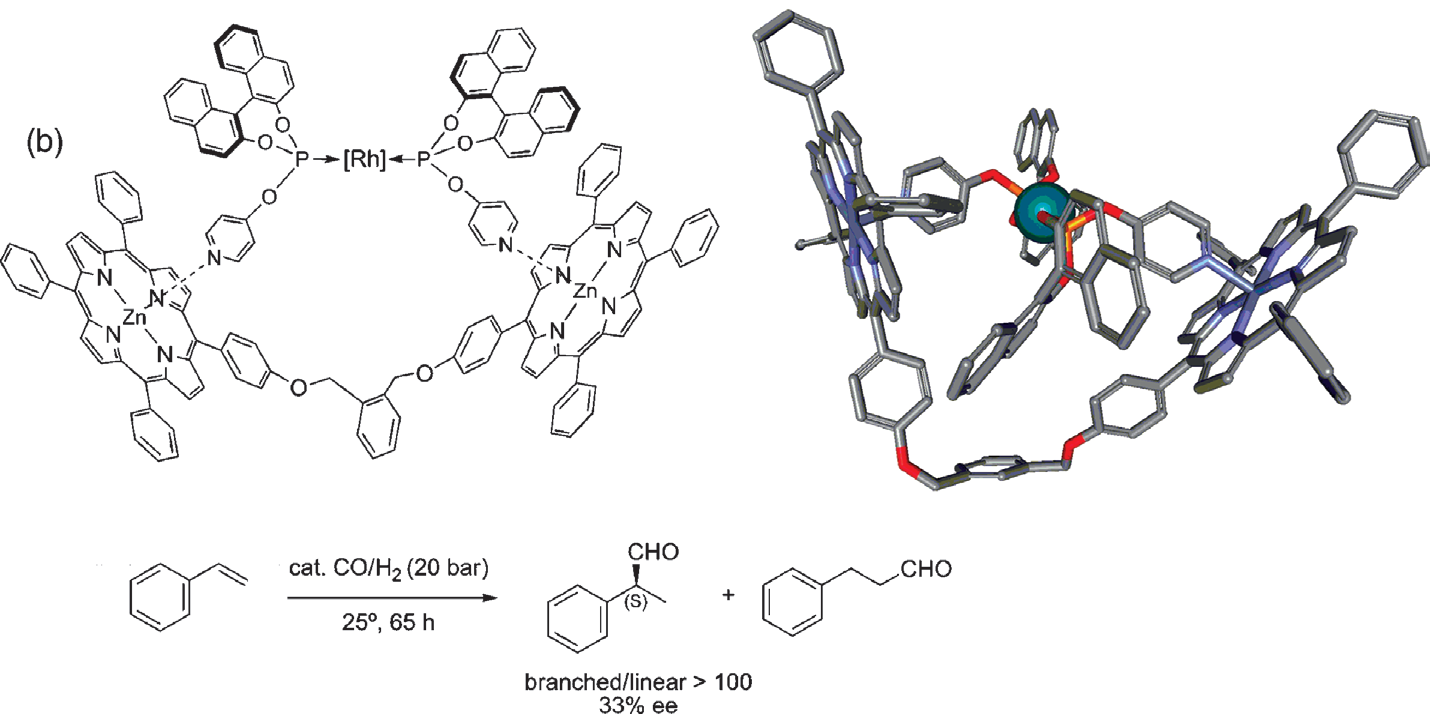 (b)
O
O
P
[Rh]
P
O
O
O
O
N
N
N
N
N
N
Zn
N
N
N
Zn
N
N
O
O
CHO
cat. CO/H₂ (20 bar)
25º, 65 h
(S)
+
CHO
branched/linear > 100
33% ee